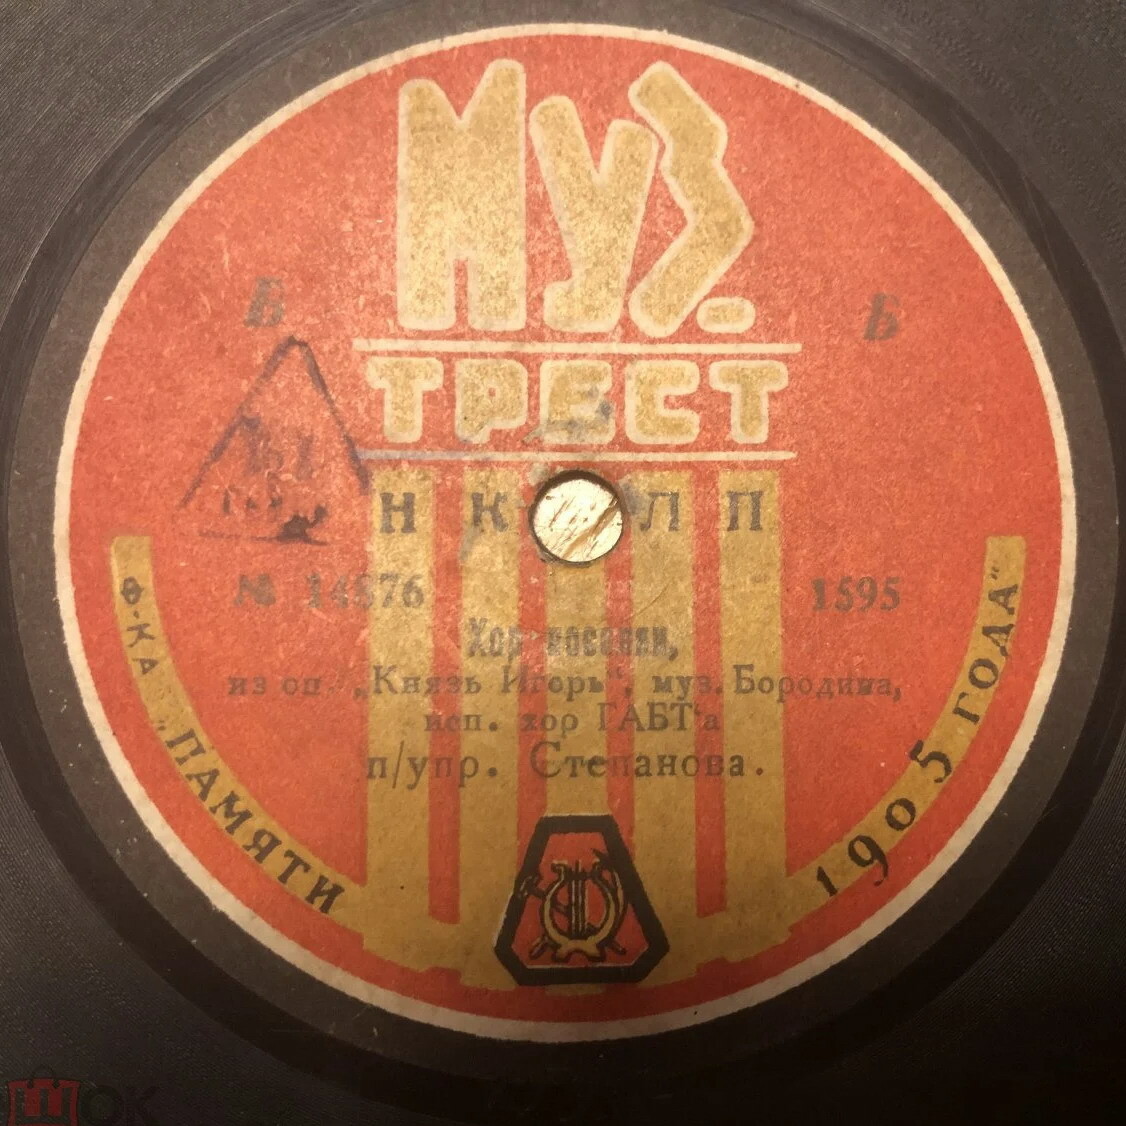 Муз.
ТРЕСТ
Б
Б
Н К Л П
№ 14876
1595
Хор поселян,
из оп. „Князь Игорь“, муз. Бородина,
исп. хор ГАБТ'а
п/упр. Степанова.
Ф-КА „ПАМЯТИ 1905 ГОДА“
ШОК